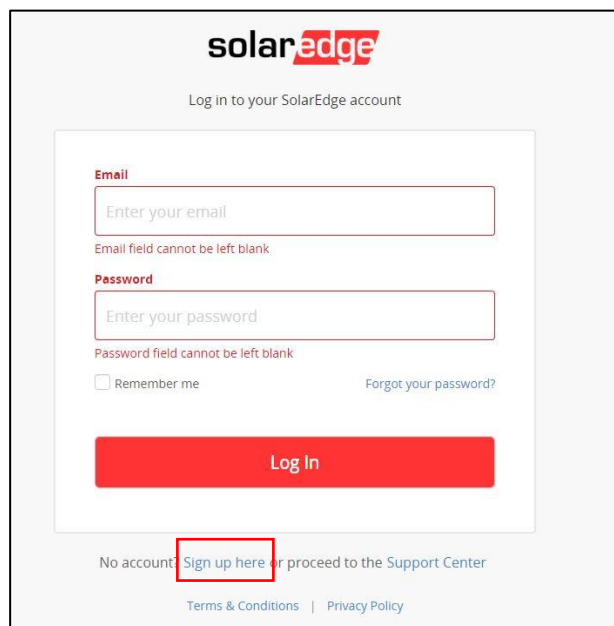 solaredge
Log in to your SolarEdge account
Email
Enter your email
Email field cannot be left blank
Password
Enter your password
Password field cannot be left blank
Remember me
Forgot your password?
Log In
No account? Sign up here or proceed to the Support Center
Terms & Conditions | Privacy Policy